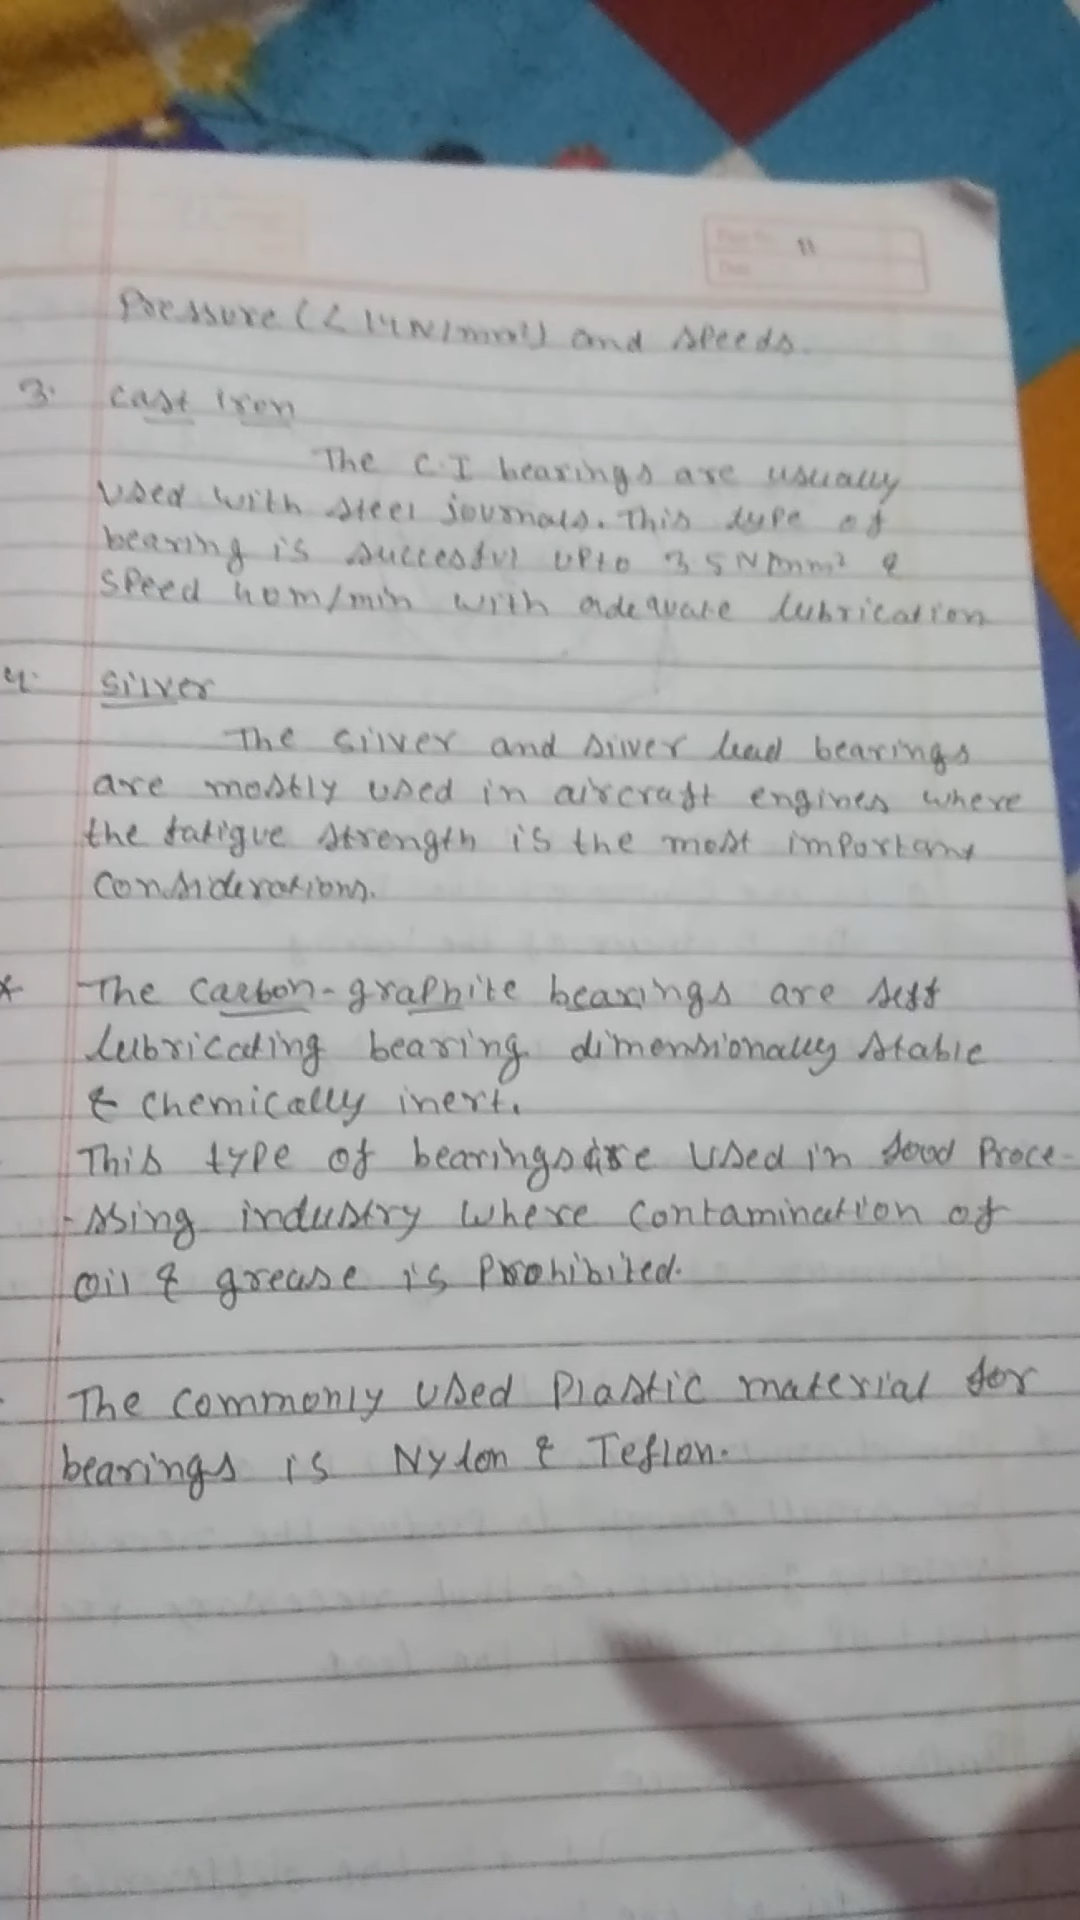 11
Pressure (< 14 N/mm²) and speeds.
3. cast iron
The C.I bearings are usually
used with steel journals. This type of
bearing is succesful upto 3 5 N/mm² &
speed 40m/min with adequate lubrication
4. silver
The silver and silver lead bearings
are mostly used in aircraft engines where
the fatigue strength is the most important
considerations.
* The carbon-graphite bearings are self
lubricating bearing dimensionally stable
& chemically inert.
This type of bearings are used in food Proce-
-ssing industry where contamination of
oil & grease is Prohibited.
- The commonly used Plastic material for
bearings is Nylon & Teflon.